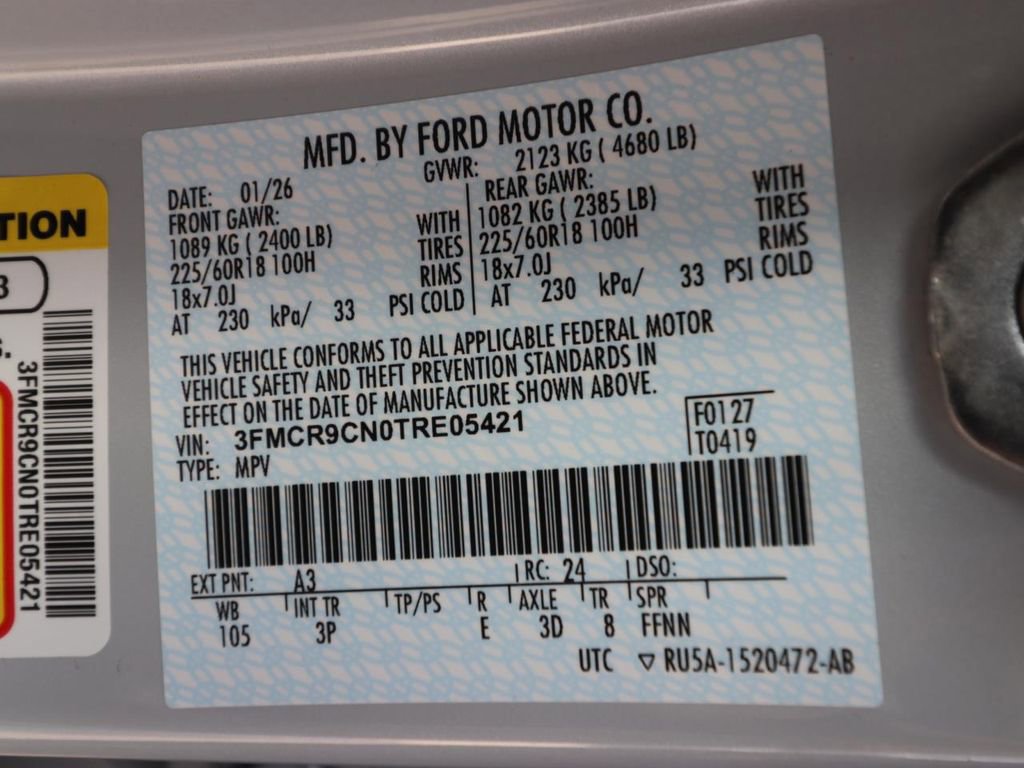 MFD. BY FORD MOTOR CO.
DATE: 01/26 GVWR: 2123 KG ( 4680 LB)
FRONT GAWR: REAR GAWR:
1089 KG ( 2400 LB) WITH 1082 KG ( 2385 LB) WITH
225/60R18 100H TIRES 225/60R18 100H TIRES
18x7.0J RIMS 18x7.0J RIMS
AT 230 kPa/ 33 PSI COLD AT 230 kPa/ 33 PSI COLD
THIS VEHICLE CONFORMS TO ALL APPLICABLE FEDERAL MOTOR
VEHICLE SAFETY AND THEFT PREVENTION STANDARDS IN
EFFECT ON THE DATE OF MANUFACTURE SHOWN ABOVE.
VIN: 3FMCR9CN0TRE05421
TYPE: MPV
F0127
T0419
EXT PNT: A3 RC: 24 DSO:
WB INT TR TP/PS R AXLE TR SPR
105 3P E 3D 8 FFNN
UTC ▽ RU5A-1520472-AB
TION
3
3FMCR9CN0TRE05421